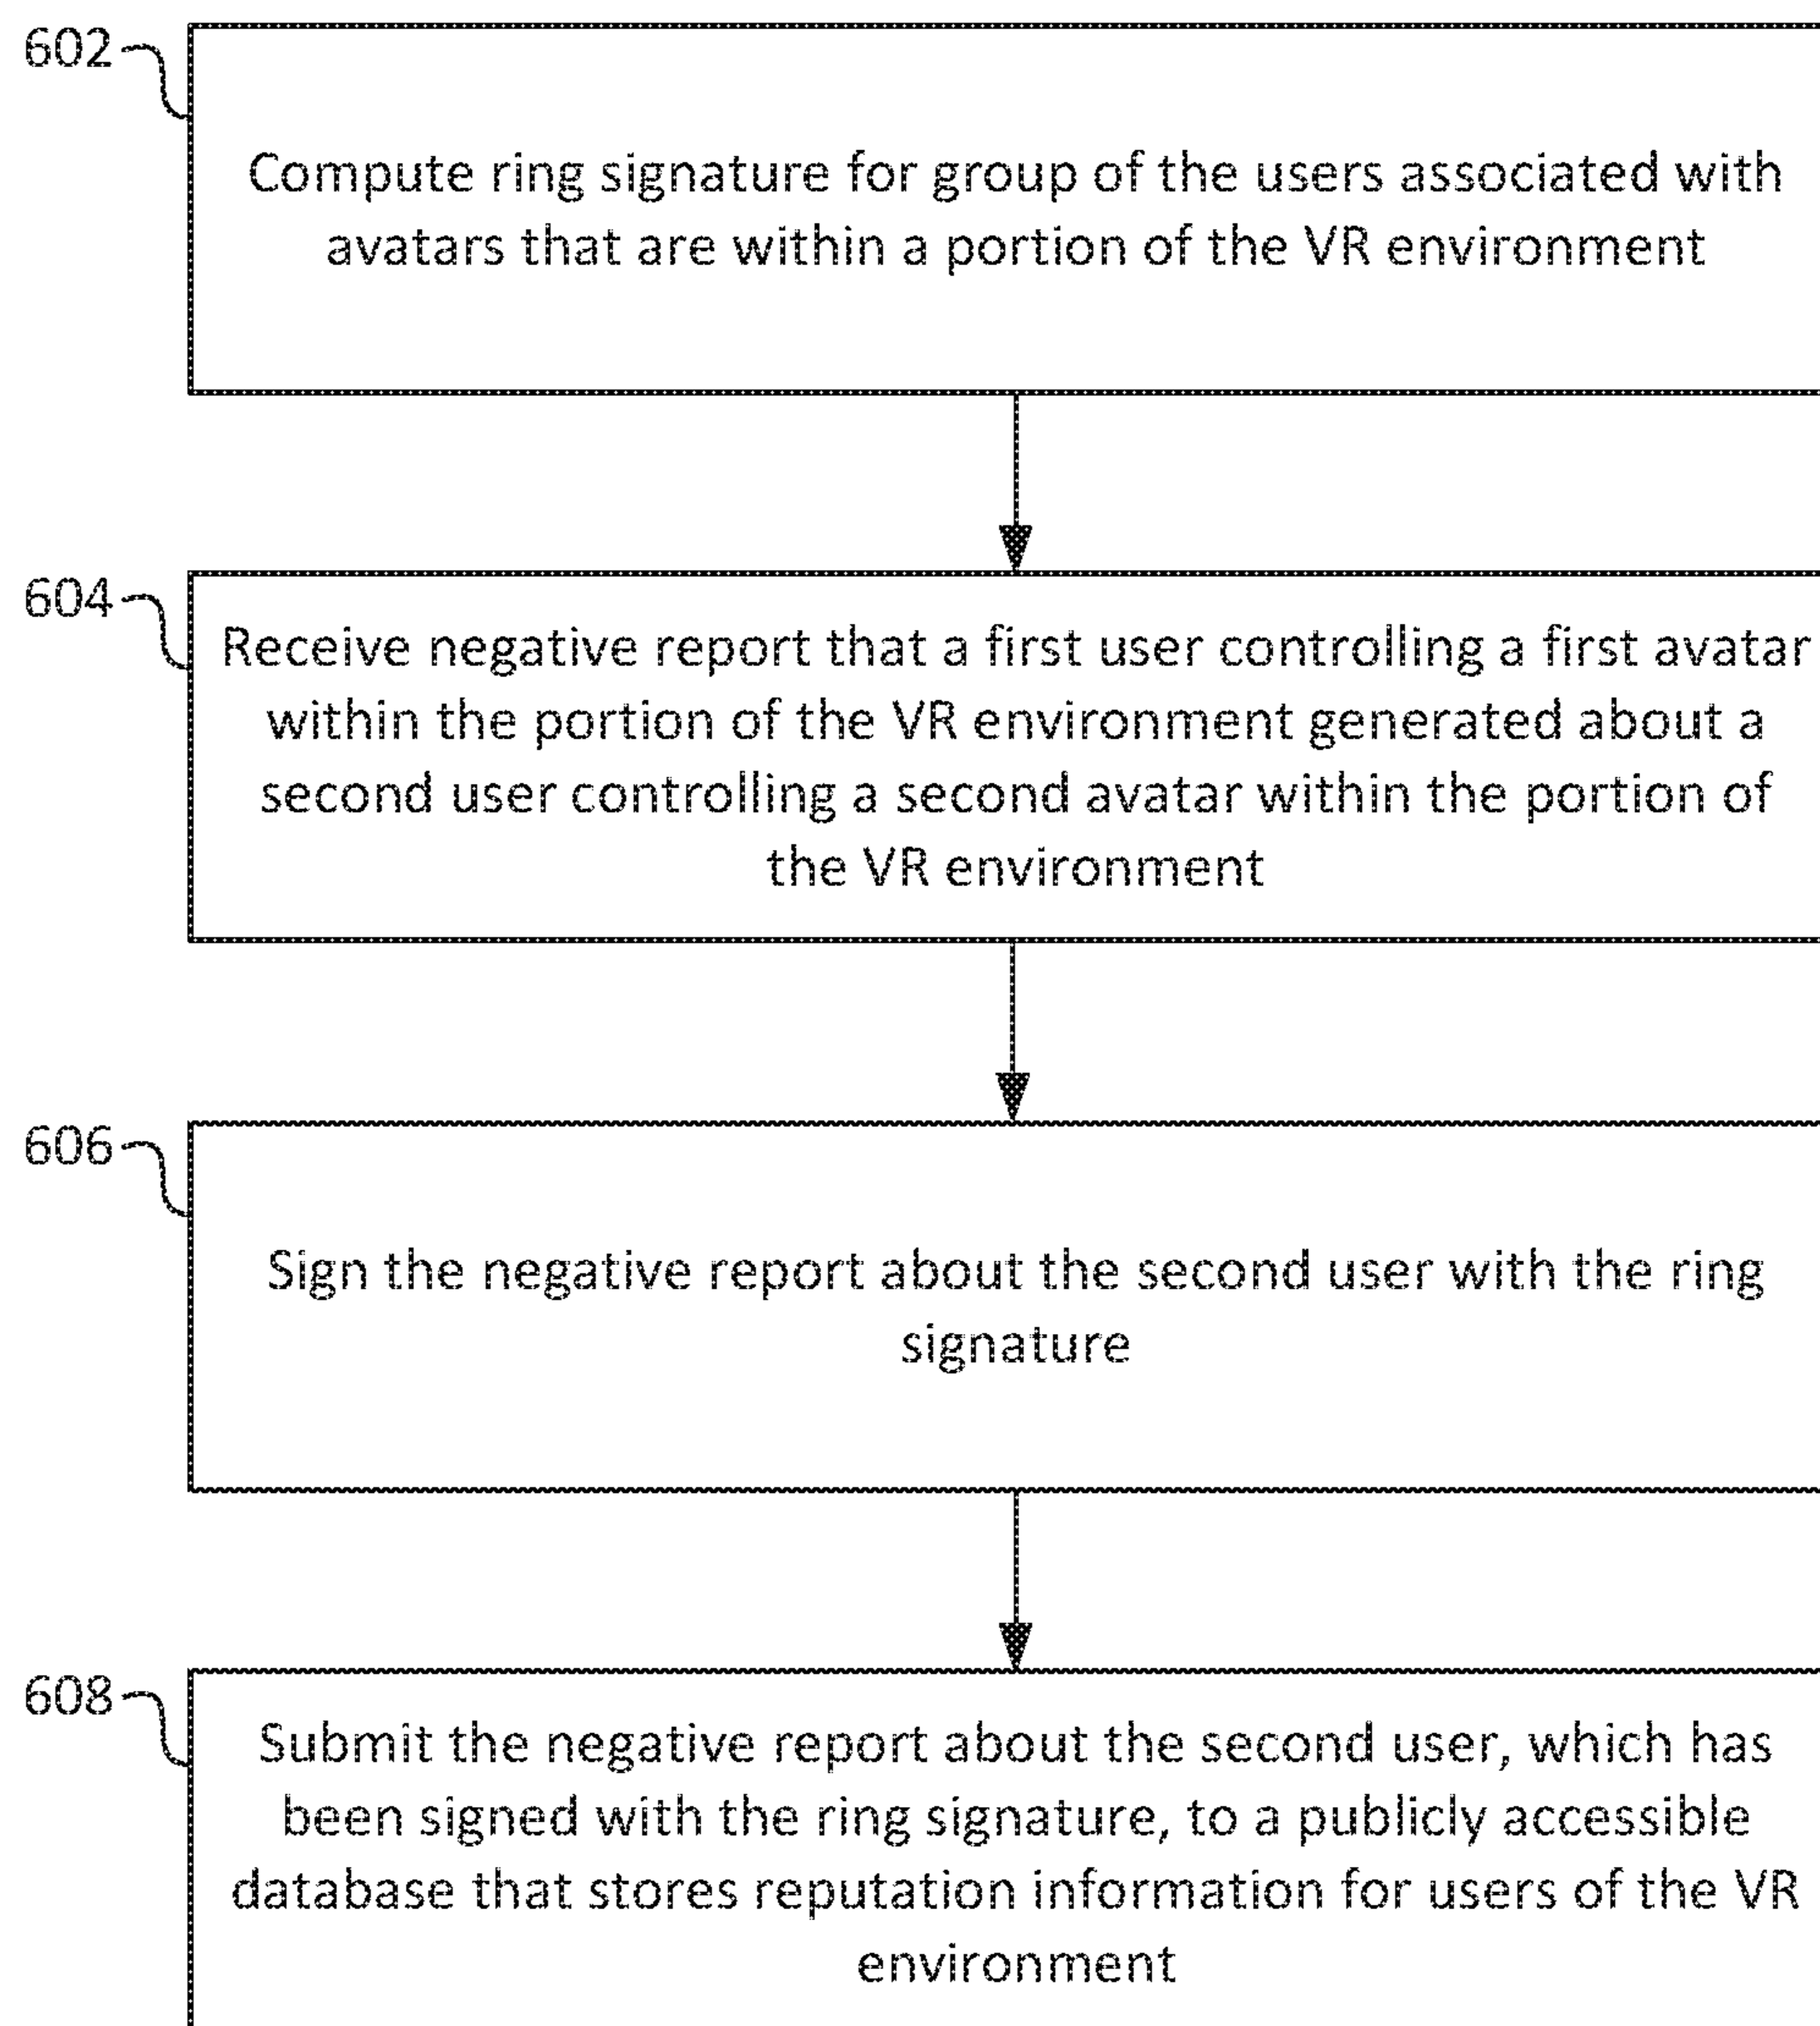 602
Compute ring signature for group of the users associated with
avatars that are within a portion of the VR environment
604
Receive negative report that a first user controlling a first avatar
within the portion of the VR environment generated about a
second user controlling a second avatar within the portion of
the VR environment
606
Sign the negative report about the second user with the ring
signature
608
Submit the negative report about the second user, which has
been signed with the ring signature, to a publicly accessible
database that stores reputation information for users of the VR
environment